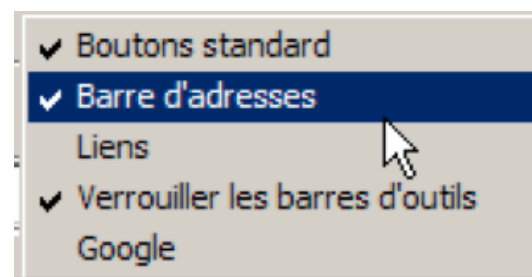 Boutons standard
Barre d'adresses
Liens
Verrouiller les barres d'outils
Google